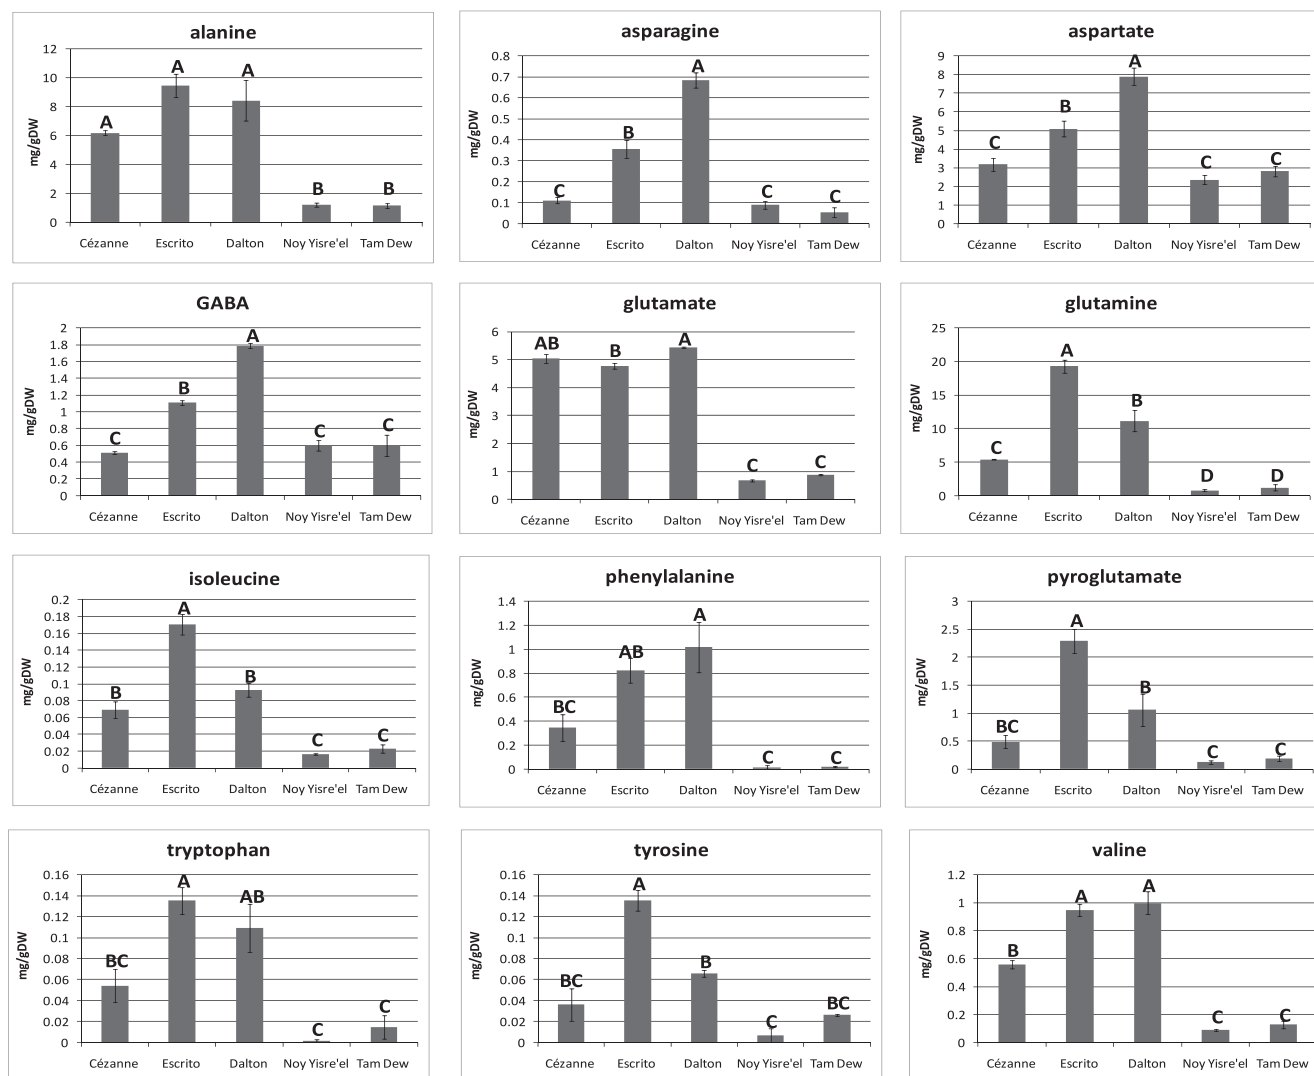 alanine
12
10
8
6
4
2
0
mg/gDW
A
A
A
B
B
Cézanne Escrito Dalton Noy Yisre'el Tam Dew
asparagine
0.8
0.7
0.6
0.5
0.4
0.3
0.2
0.1
0
mg/gDW
C
B
A
C
C
Cézanne Escrito Dalton Noy Yisre'el Tam Dew
aspartate
9
8
7
6
5
4
3
2
1
0
mg/gDW
C
B
A
C
C
Cézanne Escrito Dalton Noy Yisre'el Tam Dew
GABA
2
1.8
1.6
1.4
1.2
1
0.8
0.6
0.4
0.2
0
mg/gDW
C
B
A
C
C
Cézanne Escrito Dalton Noy Yisre'el Tam Dew
glutamate
6
5
4
3
2
1
0
mg/gDW
AB
B
A
C
C
Cézanne Escrito Dalton Noy Yisre'el Tam Dew
glutamine
25
20
15
10
5
0
mg/gDW
C
A
B
D
D
Cézanne Escrito Dalton Noy Yisre'el Tam Dew
isoleucine
0.2
0.18
0.16
0.14
0.12
0.1
0.08
0.06
0.04
0.02
0
mg/gDW
B
A
B
C
C
Cézanne Escrito Dalton Noy Yisre'el Tam Dew
phenylalanine
1.4
1.2
1
0.8
0.6
0.4
0.2
0
mg/gDW
BC
AB
A
C
C
Cézanne Escrito Dalton Noy Yisre'el Tam Dew
pyroglutamate
3
2.5
2
1.5
1
0.5
0
mg/gDW
BC
A
B
C
C
Cézanne Escrito Dalton Noy Yisre'el Tam Dew
tryptophan
0.16
0.14
0.12
0.1
0.08
0.06
0.04
0.02
0
mg/gDW
BC
A
AB
C
C
Cézanne Escrito Dalton Noy Yisre'el Tam Dew
tyrosine
0.16
0.14
0.12
0.1
0.08
0.06
0.04
0.02
0
mg/gDW
BC
A
B
C
BC
Cézanne Escrito Dalton Noy Yisre'el Tam Dew
valine
1.2
1
0.8
0.6
0.4
0.2
0
mg/gDW
B
A
A
C
C
Cézanne Escrito Dalton Noy Yisre'el Tam Dew